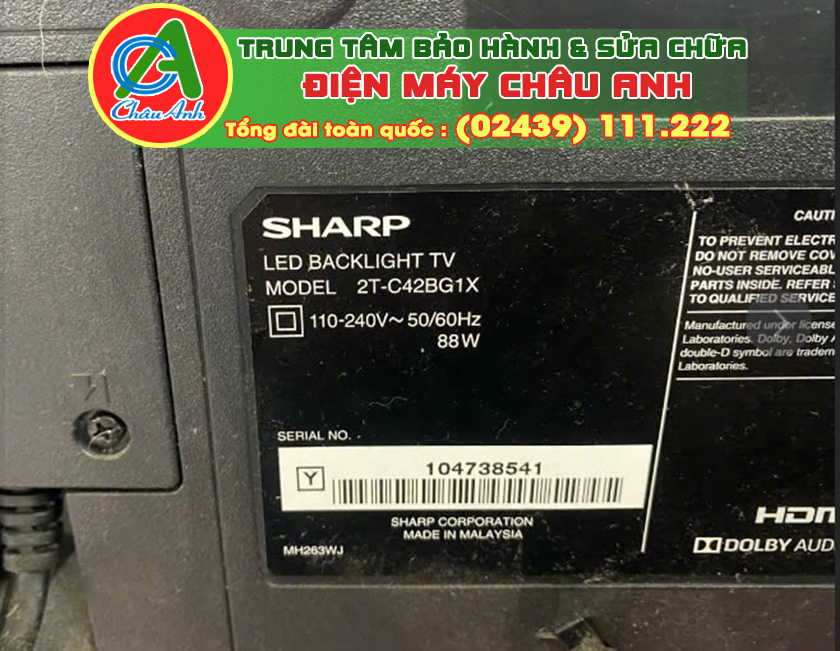 CA
Châu Anh
TRUNG TÂM BẢO HÀNH & SỬA CHỮA
ĐIỆN MÁY CHÂU ANH
Tổng đài toàn quốc : (02439) 111.222
SHARP
LED BACKLIGHT TV
MODEL 2T-C42BG1X
110-240V~ 50/60Hz
88W
SERIAL NO.
Y
104738541
SHARP CORPORATION
MADE IN MALAYSIA
MH263WJ
CAUTI
TO PREVENT ELECTR
DO NOT REMOVE COV
NO-USER SERVICEABL
PARTS INSIDE. REFER
TO QUALIFIED SERVICE
Manufactured under license
Laboratories. Dolby, Dolby A
double-D symbol are tradem
Laboratories.
HDM
DOLBY AUD